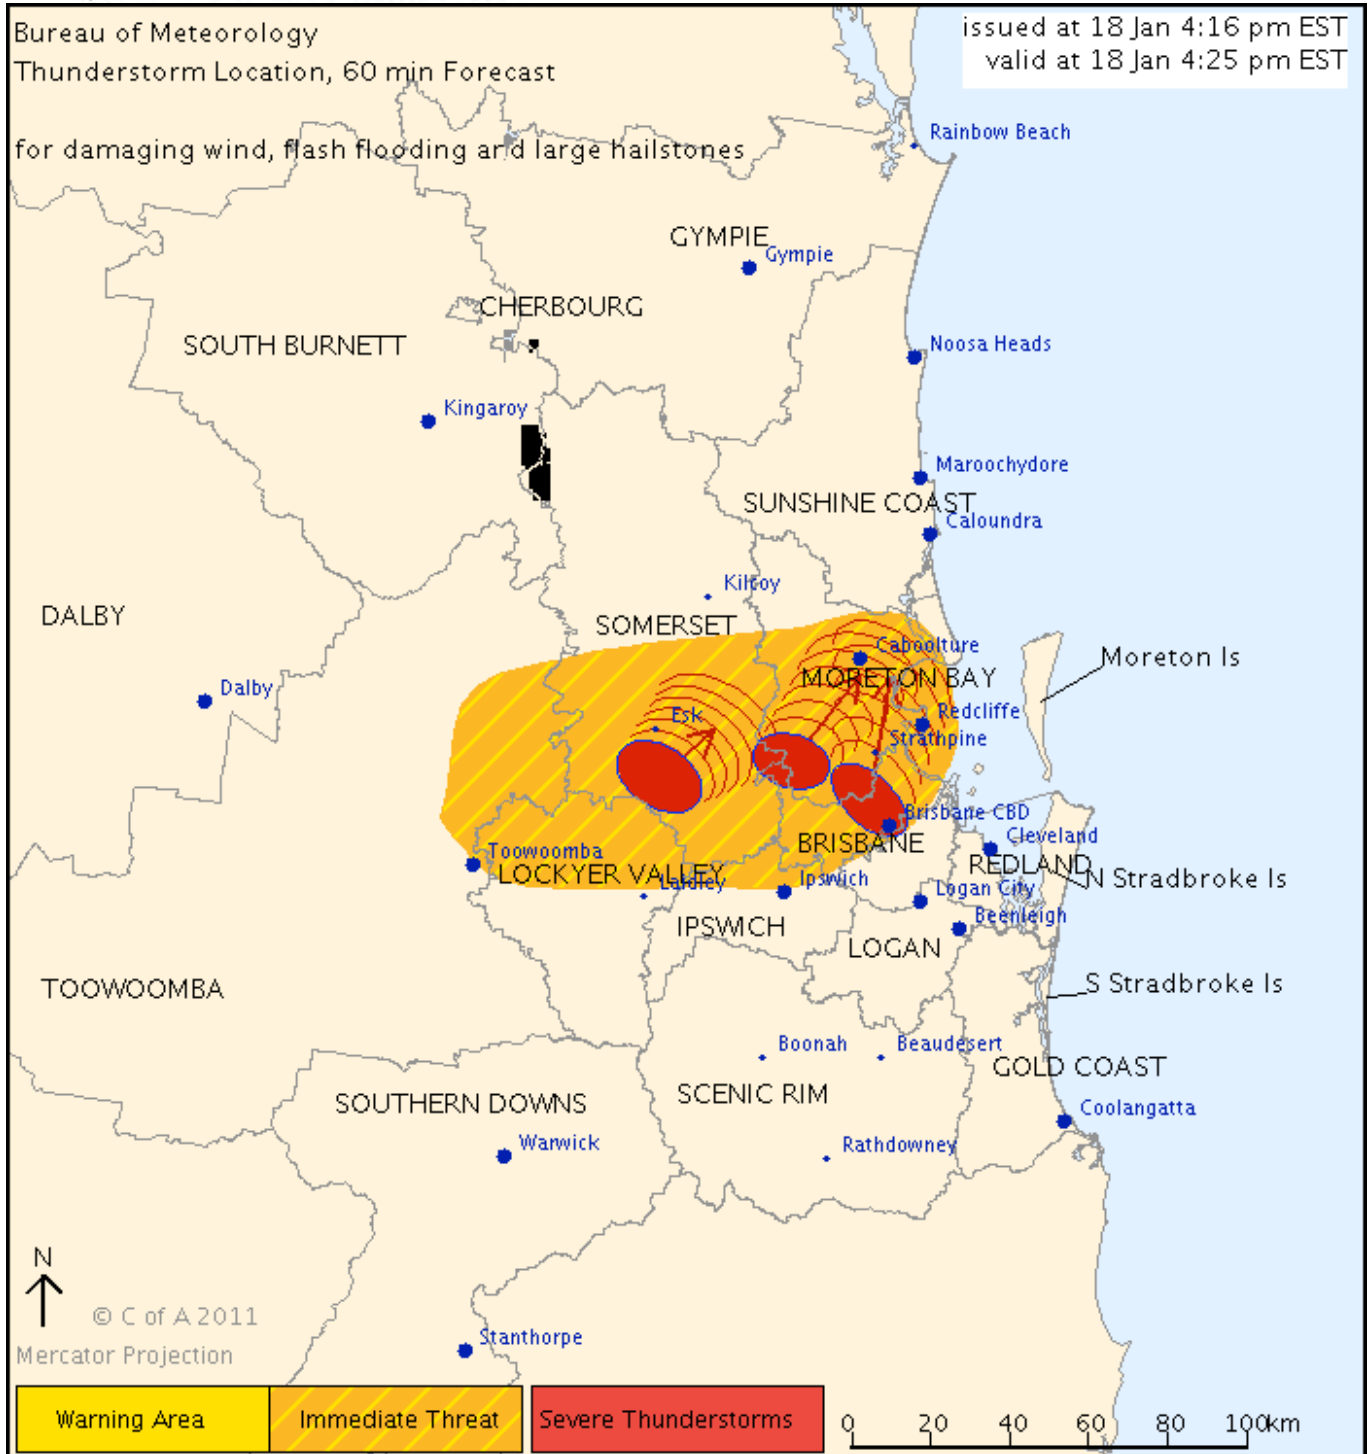 Bureau of Meteorology
issued at 18 Jan 4:16 pm EST
Thunderstorm Location, 60 min Forecast
valid at 18 Jan 4:25 pm EST
for damaging wind, flash flooding and large hailstones
Rainbow Beach
GYMPIE
Gympie
CHERBOURG
SOUTH BURNETT
Noosa Heads
Kingaroy
Maroochydore
SUNSHINE COAST
Caloundra
Kilcoy
DALBY
SOMERSET
Caboolture
Moreton Is
MORETON BAY
Dalby
Esk
Redcliffe
Strathpine
Brisbane CBD
BRISBANE
Cleveland
Toowoomba
REDLAND
LOCKYER VALLEY
Laidley
Ipswich
N Stradbroke Is
Logan City
Beenleigh
IPSWICH
LOGAN
TOOWOOMBA
S Stradbroke Is
Boonah
Beaudesert
GOLD COAST
SCENIC RIM
SOUTHERN DOWNS
Coolangatta
Warwick
Rathdowney
N
© C of A 2011
Stanthorpe
Mercator Projection
Warning Area
Immediate Threat
Severe Thunderstorms
0 20 40 60 80 100km